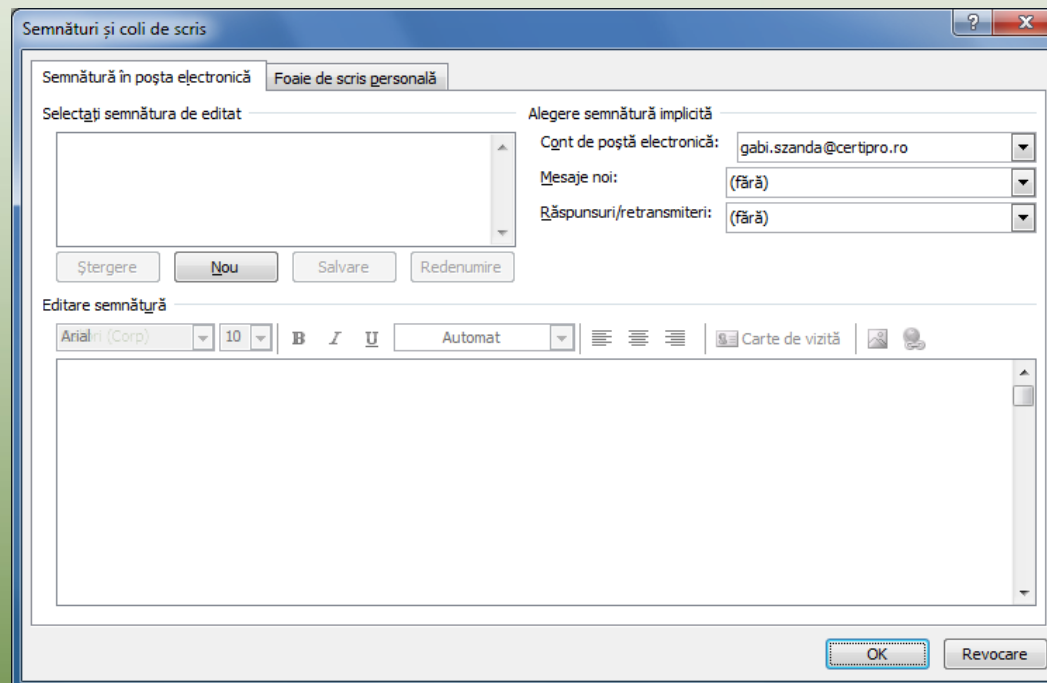 Semnături și coli de scris
Semnătură în poșta electronică
Foaie de scris personală
Selectați semnătura de editat
Alegere semnătură implicită
Cont de poștă electronică: gabi.szanda@certipro.ro
Mesaje noi: (fără)
Răspunsuri/retransmiteri: (fără)
Ștergere Nou Salvare Redenumire
Editare semnătură
Arial (Corp) 10 B I U Automat Carte de vizită
OK Revocare